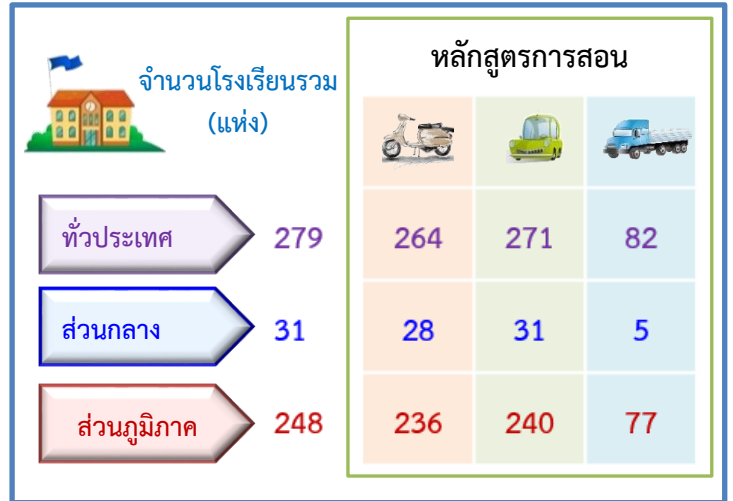 จำนวนโรงเรียนรวม
(แห่ง)
หลักสูตรการสอน
ทั่วประเทศ 279 264 271 82
ส่วนกลาง 31 28 31 5
ส่วนภูมิภาค 248 236 240 77